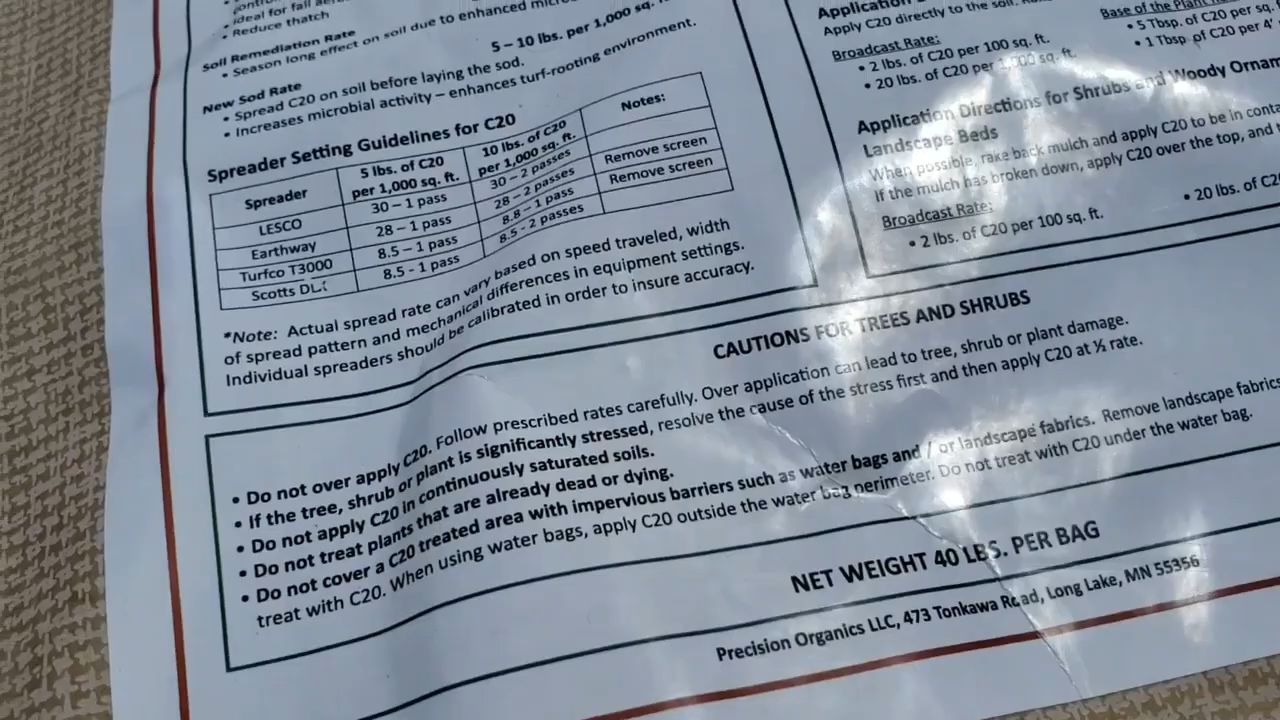 ideal for fall
• Reduce thatch
Soil Remediation Rate
• Season long effect on soil due to enhanced
5 – 10 lbs. per 1,000 sq.
New Sod Rate
• Spread C20 on soil before laying the sod.
• Increases microbial activity – enhances turf-rooting environment.
Spreader Setting Guidelines for C20
Spreader 5 lbs. of C20 per 1,000 sq. ft. 10 lbs. of C20 per 1,000 sq. ft. Notes:
LESCO 30 – 1 pass 30 – 2 passes
Earthway 28 – 1 pass 28 – 2 passes Remove screen
Turfco T3000 8.5 – 1 pass 8.8 – 1 pass Remove screen
Scotts 8.5 - 1 pass 8.5 - 2 passes
*Note: Actual spread rate can vary based on speed traveled, width
of spread pattern and mechanical differences in equipment settings.
Individual spreaders should be calibrated in order to insure accuracy.
Application
Apply C20 directly to the soil.
Broadcast Rate:
• 2 lbs. of C20 per 100 sq. ft.
• 20 lbs. of C20 per 1,000 sq. ft.
Base of the Plant
• 5 Tbsp. of C20 per sq.
• 1 Tbsp of C20 per 4'
Application Directions for Shrubs and Woody
Landscape Beds
When possible, rake back mulch and apply C20 to be in
If the mulch has broken down, apply C20 over the top, and
Broadcast Rate:
• 2 lbs. of C20 per 100 sq. ft.
• 20 lbs. of
CAUTIONS FOR TREES AND SHRUBS
• Do not over apply C20. Follow prescribed rates carefully. Over application can lead to tree, shrub or plant damage.
• If the tree, shrub or plant is significantly stressed, resolve the cause of the stress first and then apply C20 at ½ rate.
• Do not apply C20 in continuously saturated soils.
• Do not treat plants that are already dead or dying.
• Do not cover a C20 treated area with impervious barriers such as water bags and / or landscape fabrics. Remove landscape fabrics
treat with C20. When using water bags, apply C20 outside the water bag perimeter. Do not treat with C20 under the water bag.
NET WEIGHT 40 LBS. PER BAG
Precision Organics LLC, 473 Tonkawa Road, Long Lake, MN 55356